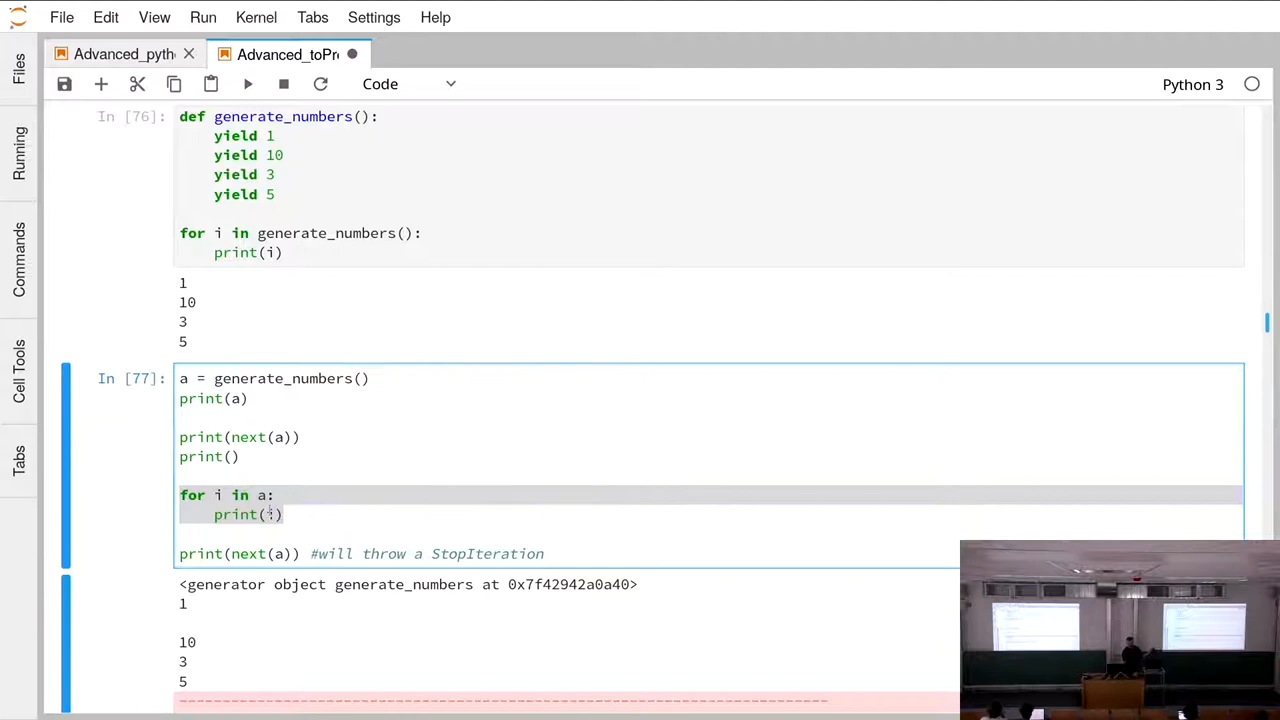 File Edit View Run Kernel Tabs Settings Help
Files
Running
Commands
Cell Tools
Tabs
Advanced_pyth
Advanced_toPr
Code
Python 3
In [76]:
def generate_numbers():
    yield 1
    yield 10
    yield 3
    yield 5
for i in generate_numbers():
    print(i)
1
10
3
5
In [77]:
a = generate_numbers()
print(a)
print(next(a))
print()
for i in a:
    print(i)
print(next(a)) #will throw a StopIteration
<generator object generate_numbers at 0x7f42942a0a40>
1
10
3
5
---------------------------------------------------------------------------